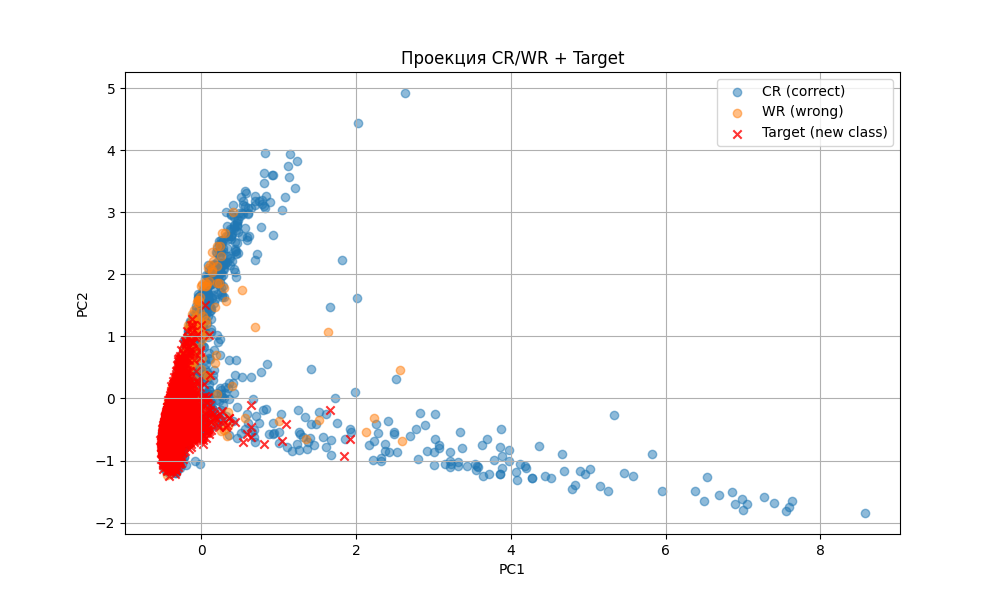 Проекция CR/WR + Target
CR (correct)
WR (wrong)
Target (new class)
PC2
5
4
3
2
1
0
−1
−2
0
2
4
6
8
PC1